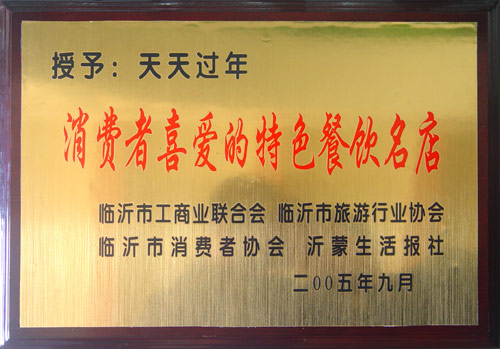 授予：天天过年
消费者喜爱的特色餐饮名店
临沂市工商业联合会 临沂市旅游行业协会
临沂市消费者协会 沂蒙生活报社
二00五年九月